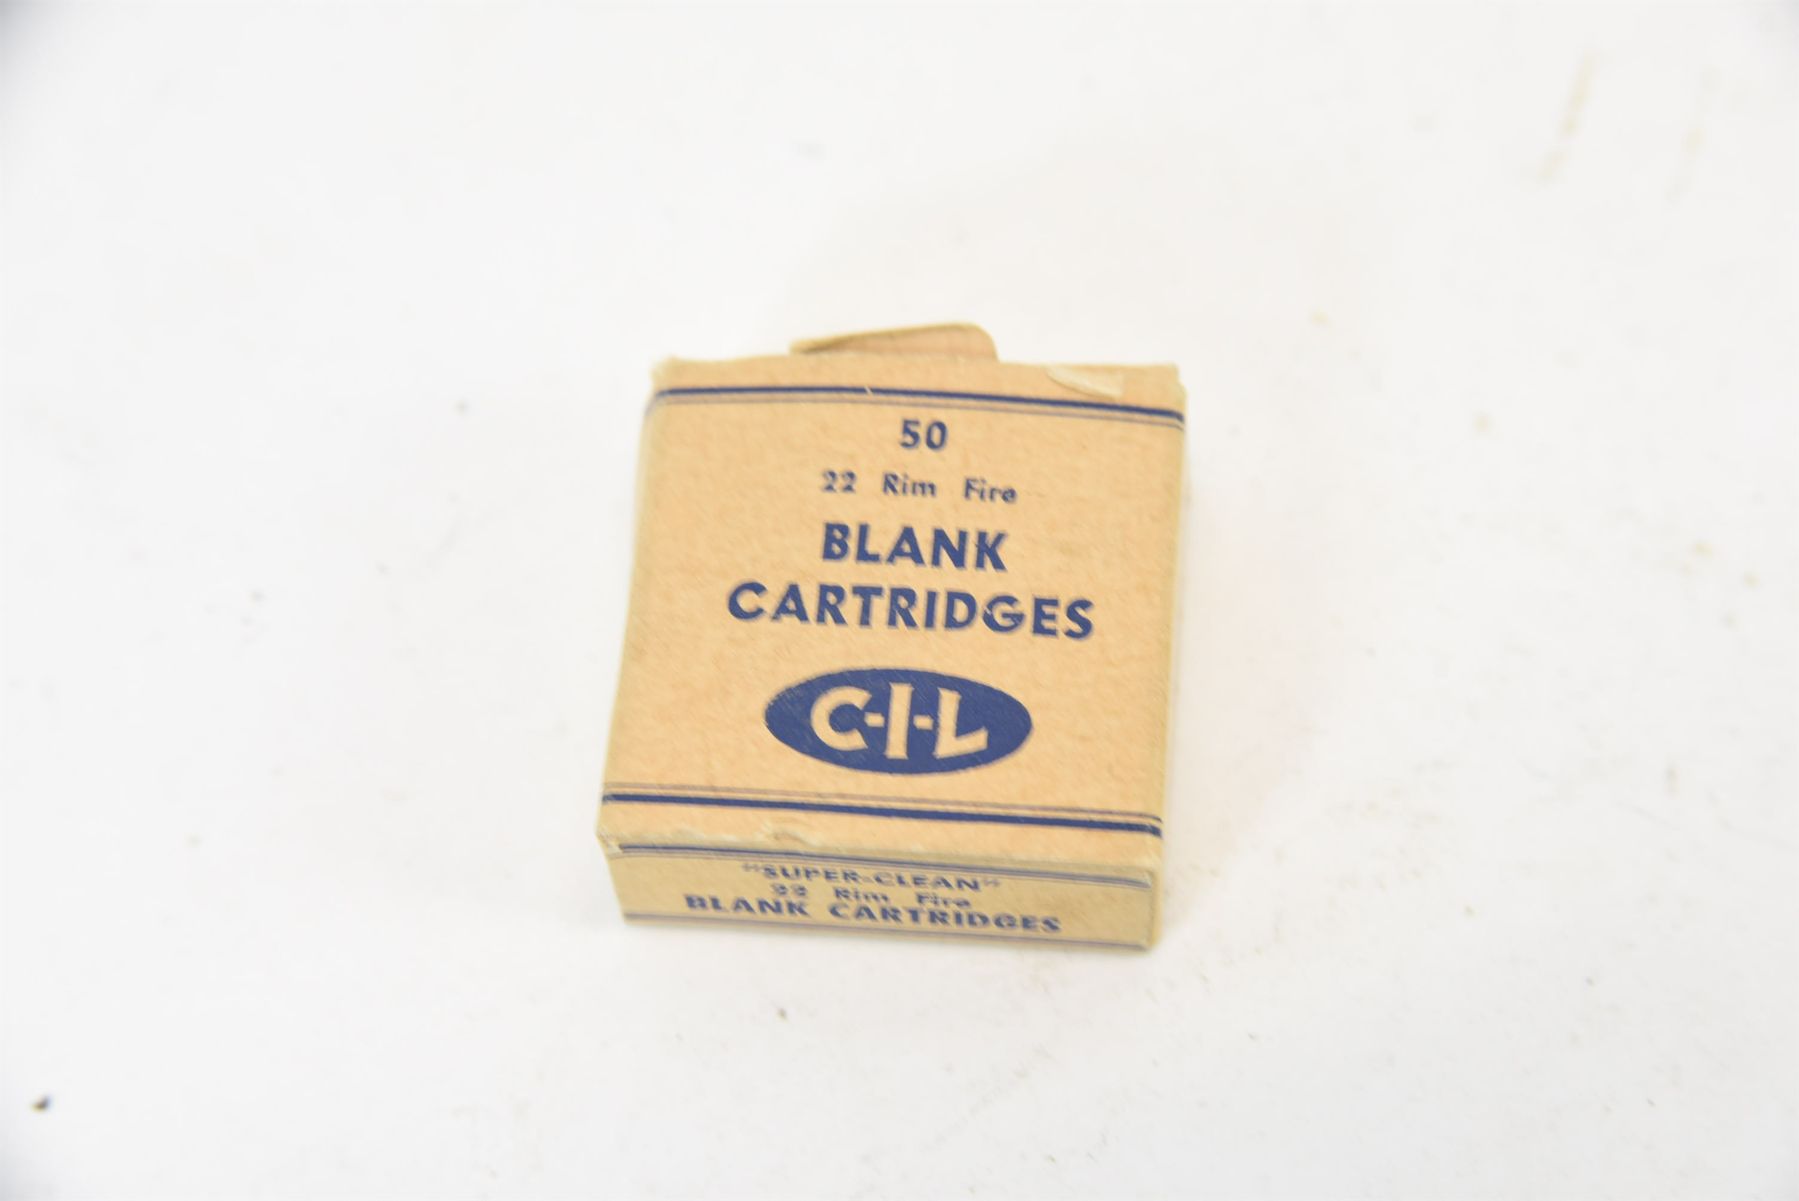 50
22 Rim Fire
BLANK
CARTRIDGES
C-I-L
"SUPER-CLEAN"
22 Rim Fire
BLANK CARTRIDGES